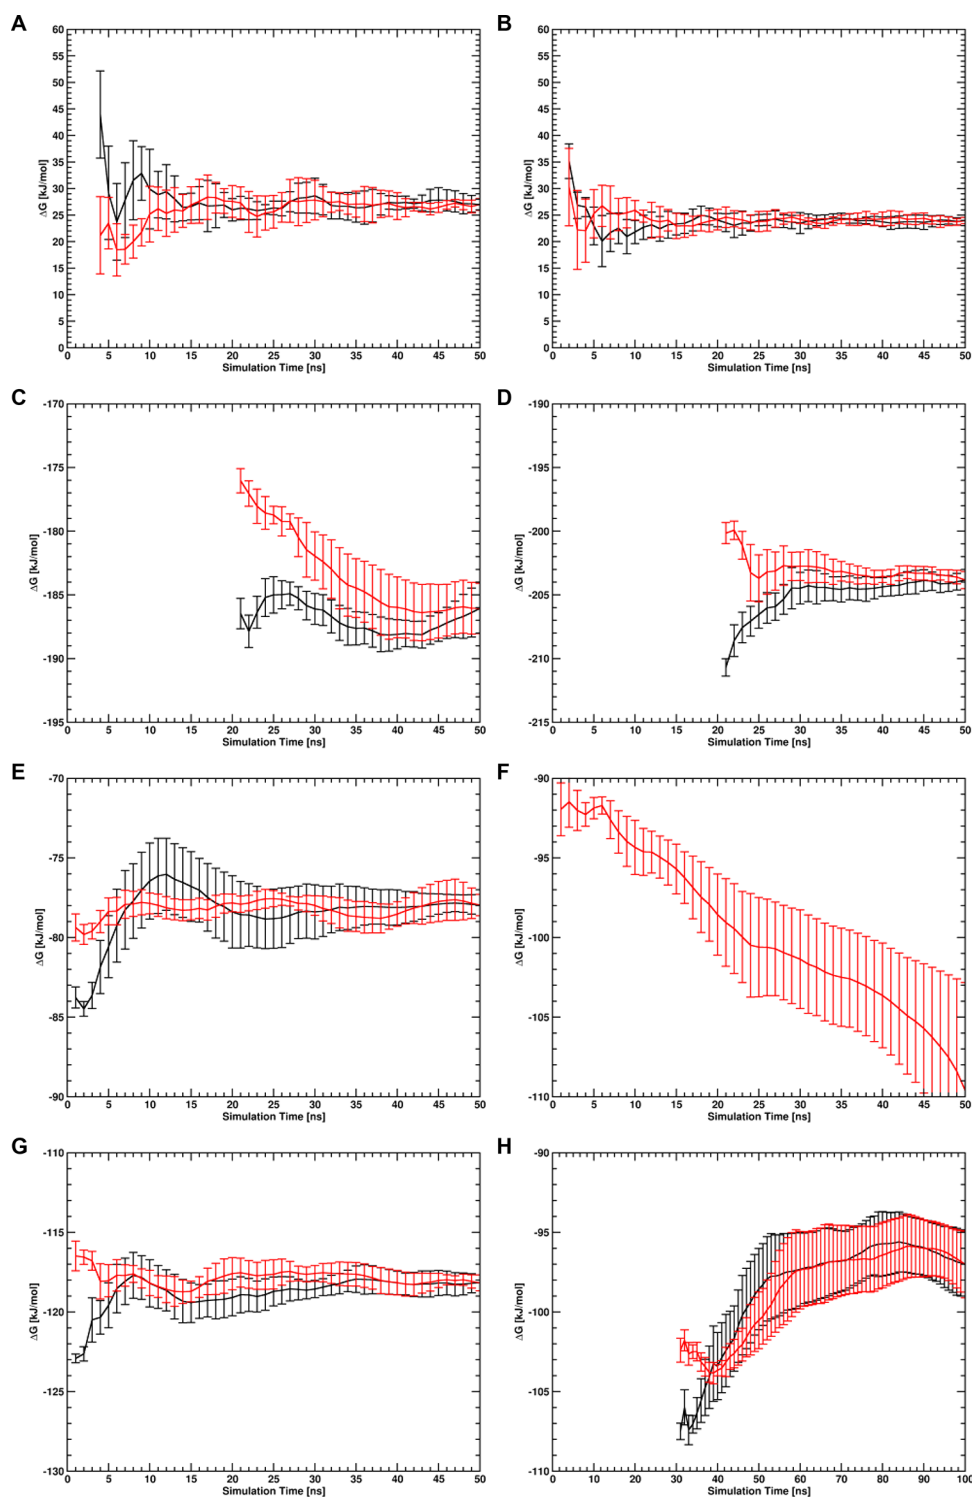 A B
60 60
55 55
50 50
45 45
40 40
35 35
30 30
25 25
20 20
15 15
10 10
5 5
0 0
ΔG [kJ/mol] ΔG [kJ/mol]
0 5 10 15 20 25 30 35 40 45 50 0 5 10 15 20 25 30 35 40 45 50
Simulation Time [ns] Simulation Time [ns]
C D
-170 -190
-175 -195
-180 -200
-185 -205
-190 -210
-195 -215
ΔG [kJ/mol] ΔG [kJ/mol]
0 5 10 15 20 25 30 35 40 45 50 0 5 10 15 20 25 30 35 40 45 50
Simulation Time [ns] Simulation Time [ns]
E F
-70 -90
-75 -95
-80 -100
-85 -105
-90 -110
ΔG [kJ/mol] ΔG [kJ/mol]
0 5 10 15 20 25 30 35 40 45 50 0 5 10 15 20 25 30 35 40 45 50
Simulation Time [ns] Simulation Time [ns]
G H
-110 -90
-115 -95
-120 -100
-125 -105
-130 -110
ΔG [kJ/mol] ΔG [kJ/mol]
0 5 10 15 20 25 30 35 40 45 50 0 10 20 30 40 50 60 70 80 90 100
Simulation Time [ns] Simulation Time [ns]